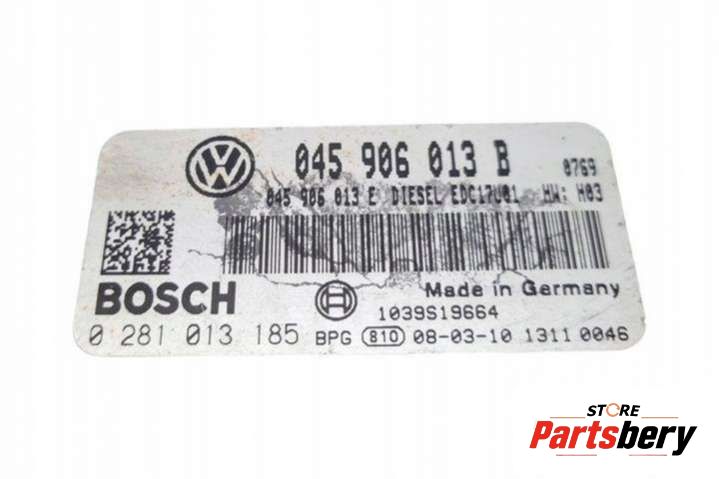 VW 045 906 013 B 0769
045 906 013 E DIESEL EDC17U01 HW: H03
BOSCH
Made in Germany
1039S19664
0 281 013 185 BPG 810 08-03-10 1311 0046
STORE
Partsbery